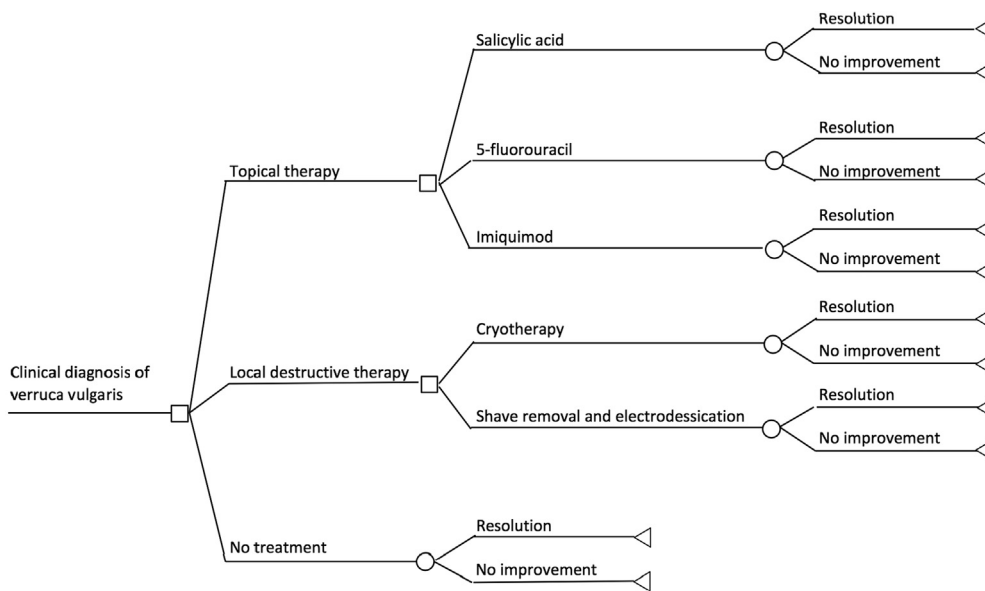 Salicylic acid
Resolution
No improvement
5-fluorouracil
Resolution
No improvement
Topical therapy
Imiquimod
Resolution
No improvement
Clinical diagnosis of
verruca vulgaris
Local destructive therapy
Cryotherapy
Resolution
No improvement
Shave removal and electrodessication
Resolution
No improvement
No treatment
Resolution
No improvement